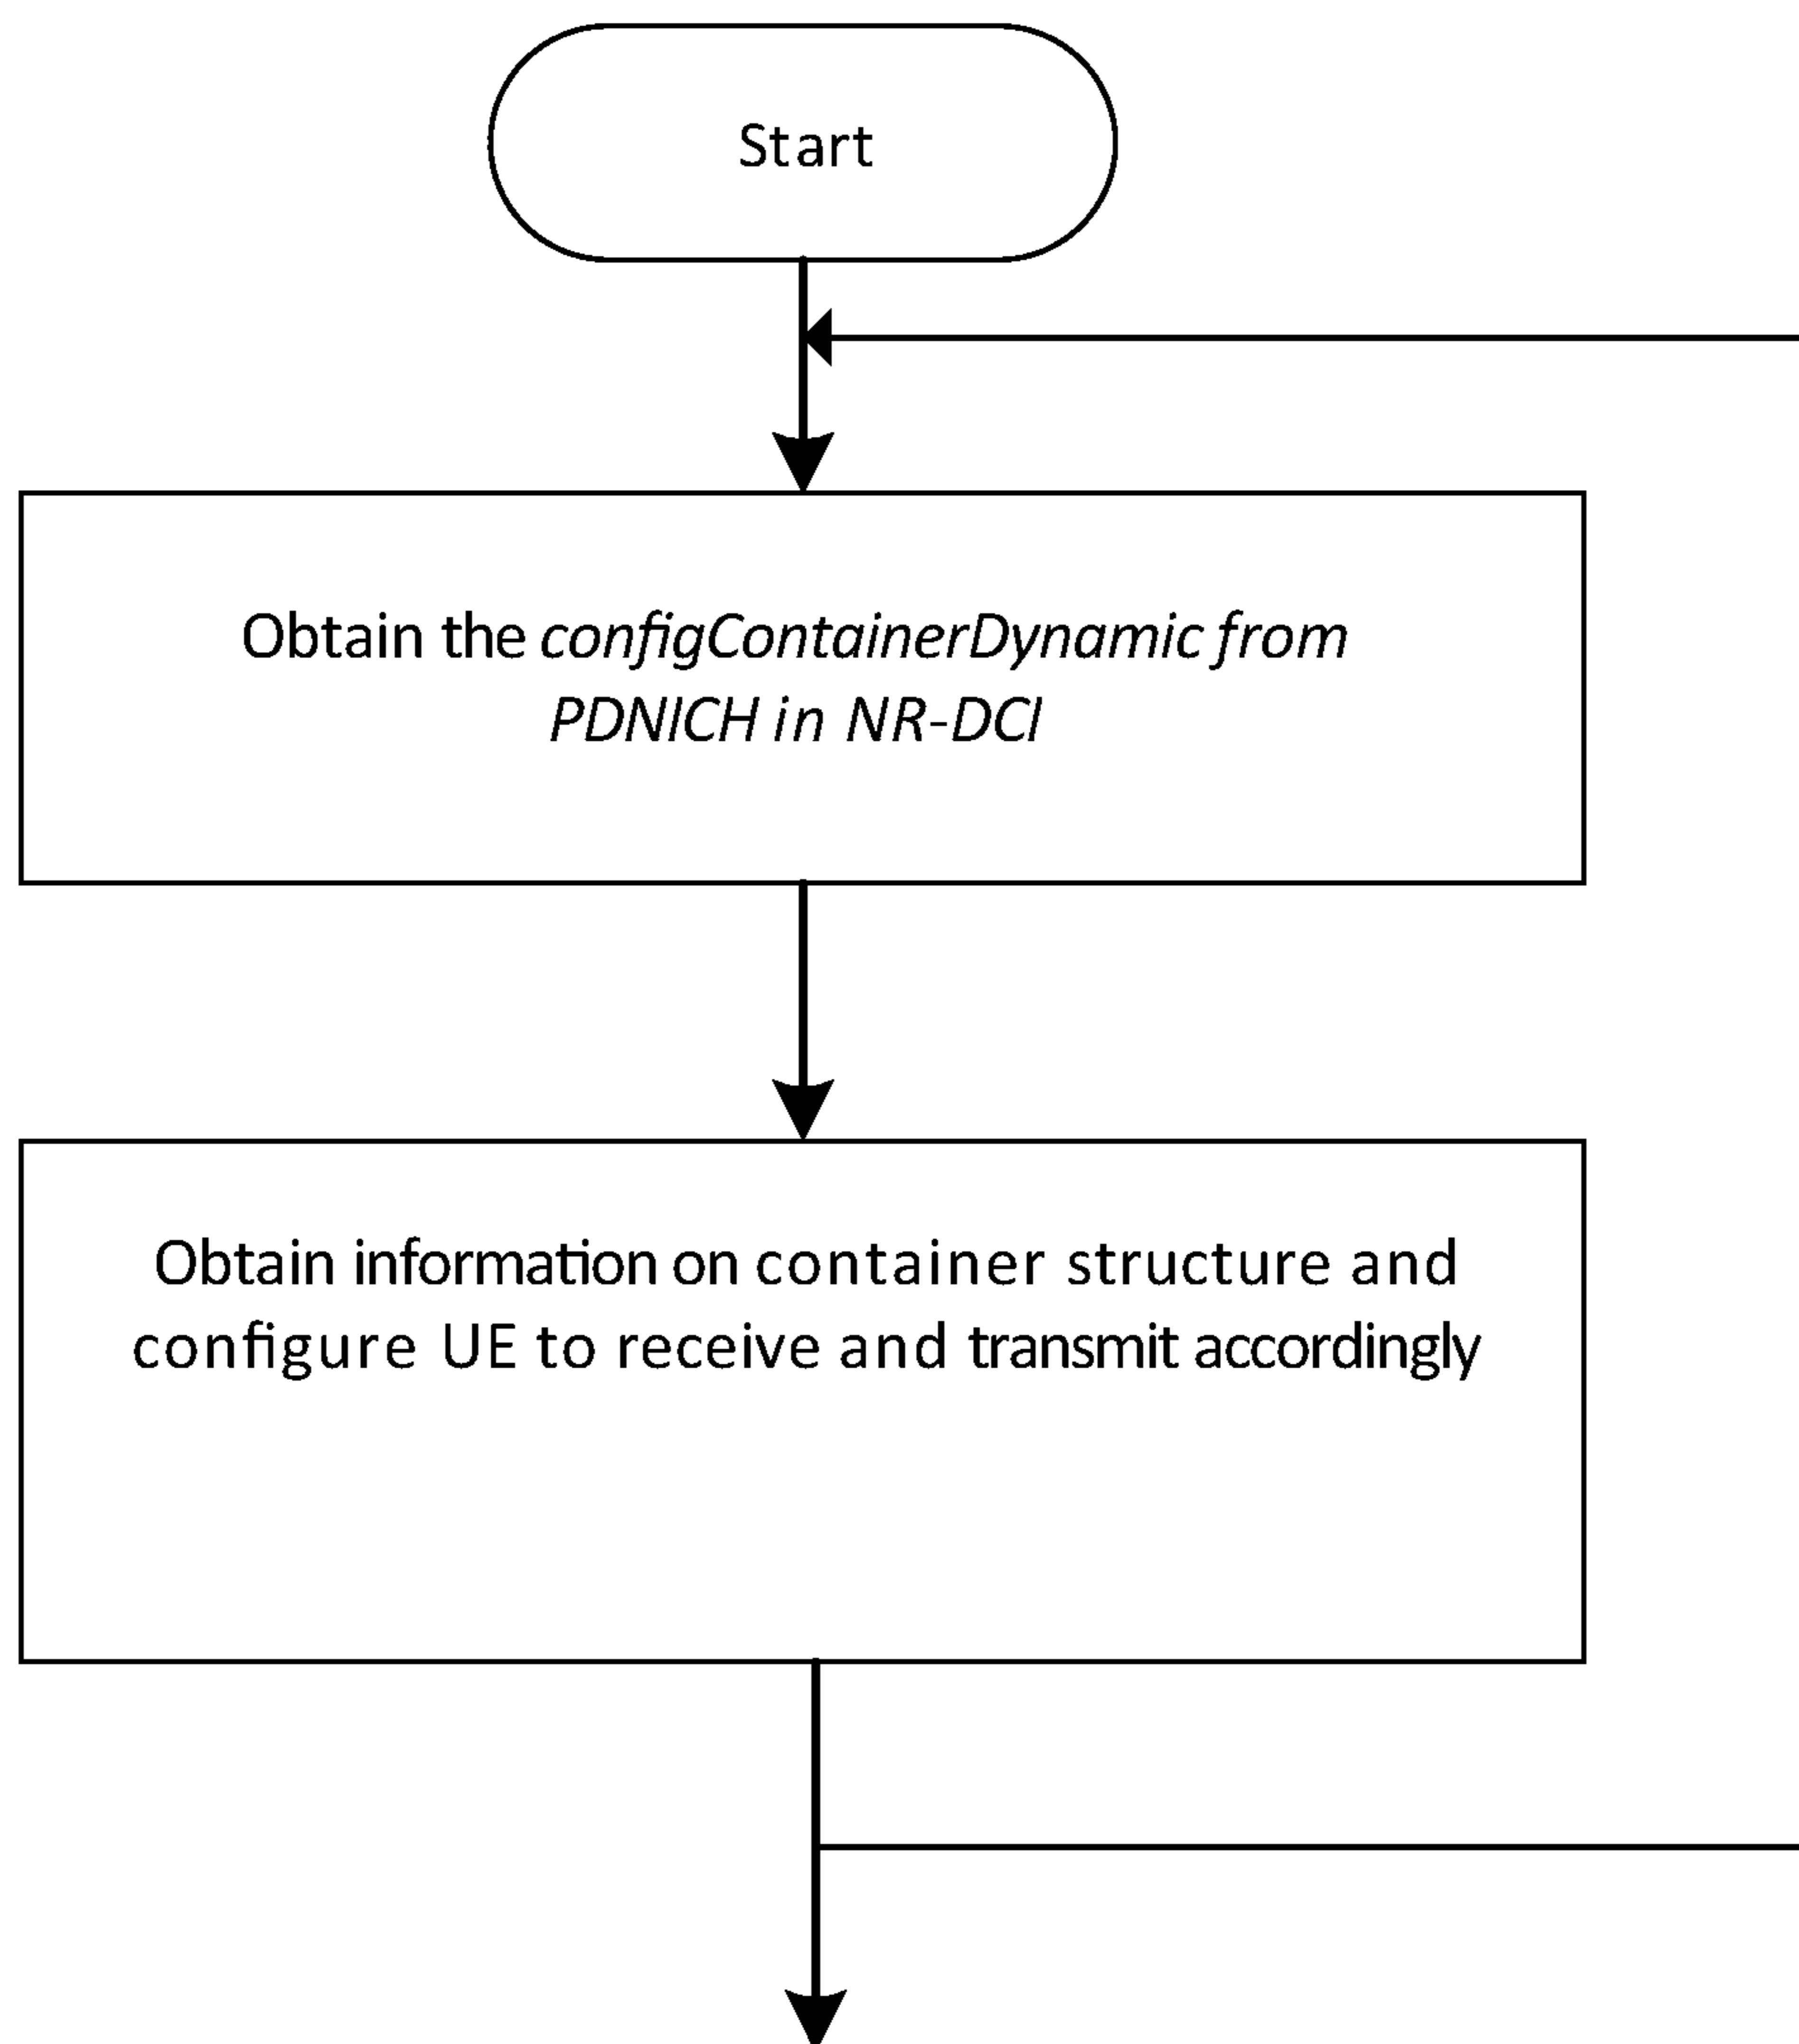 Start
Obtain the configContainerDynamic from
PDNICH in NR-DCI
Obtain information on container structure and
configure UE to receive and transmit accordingly